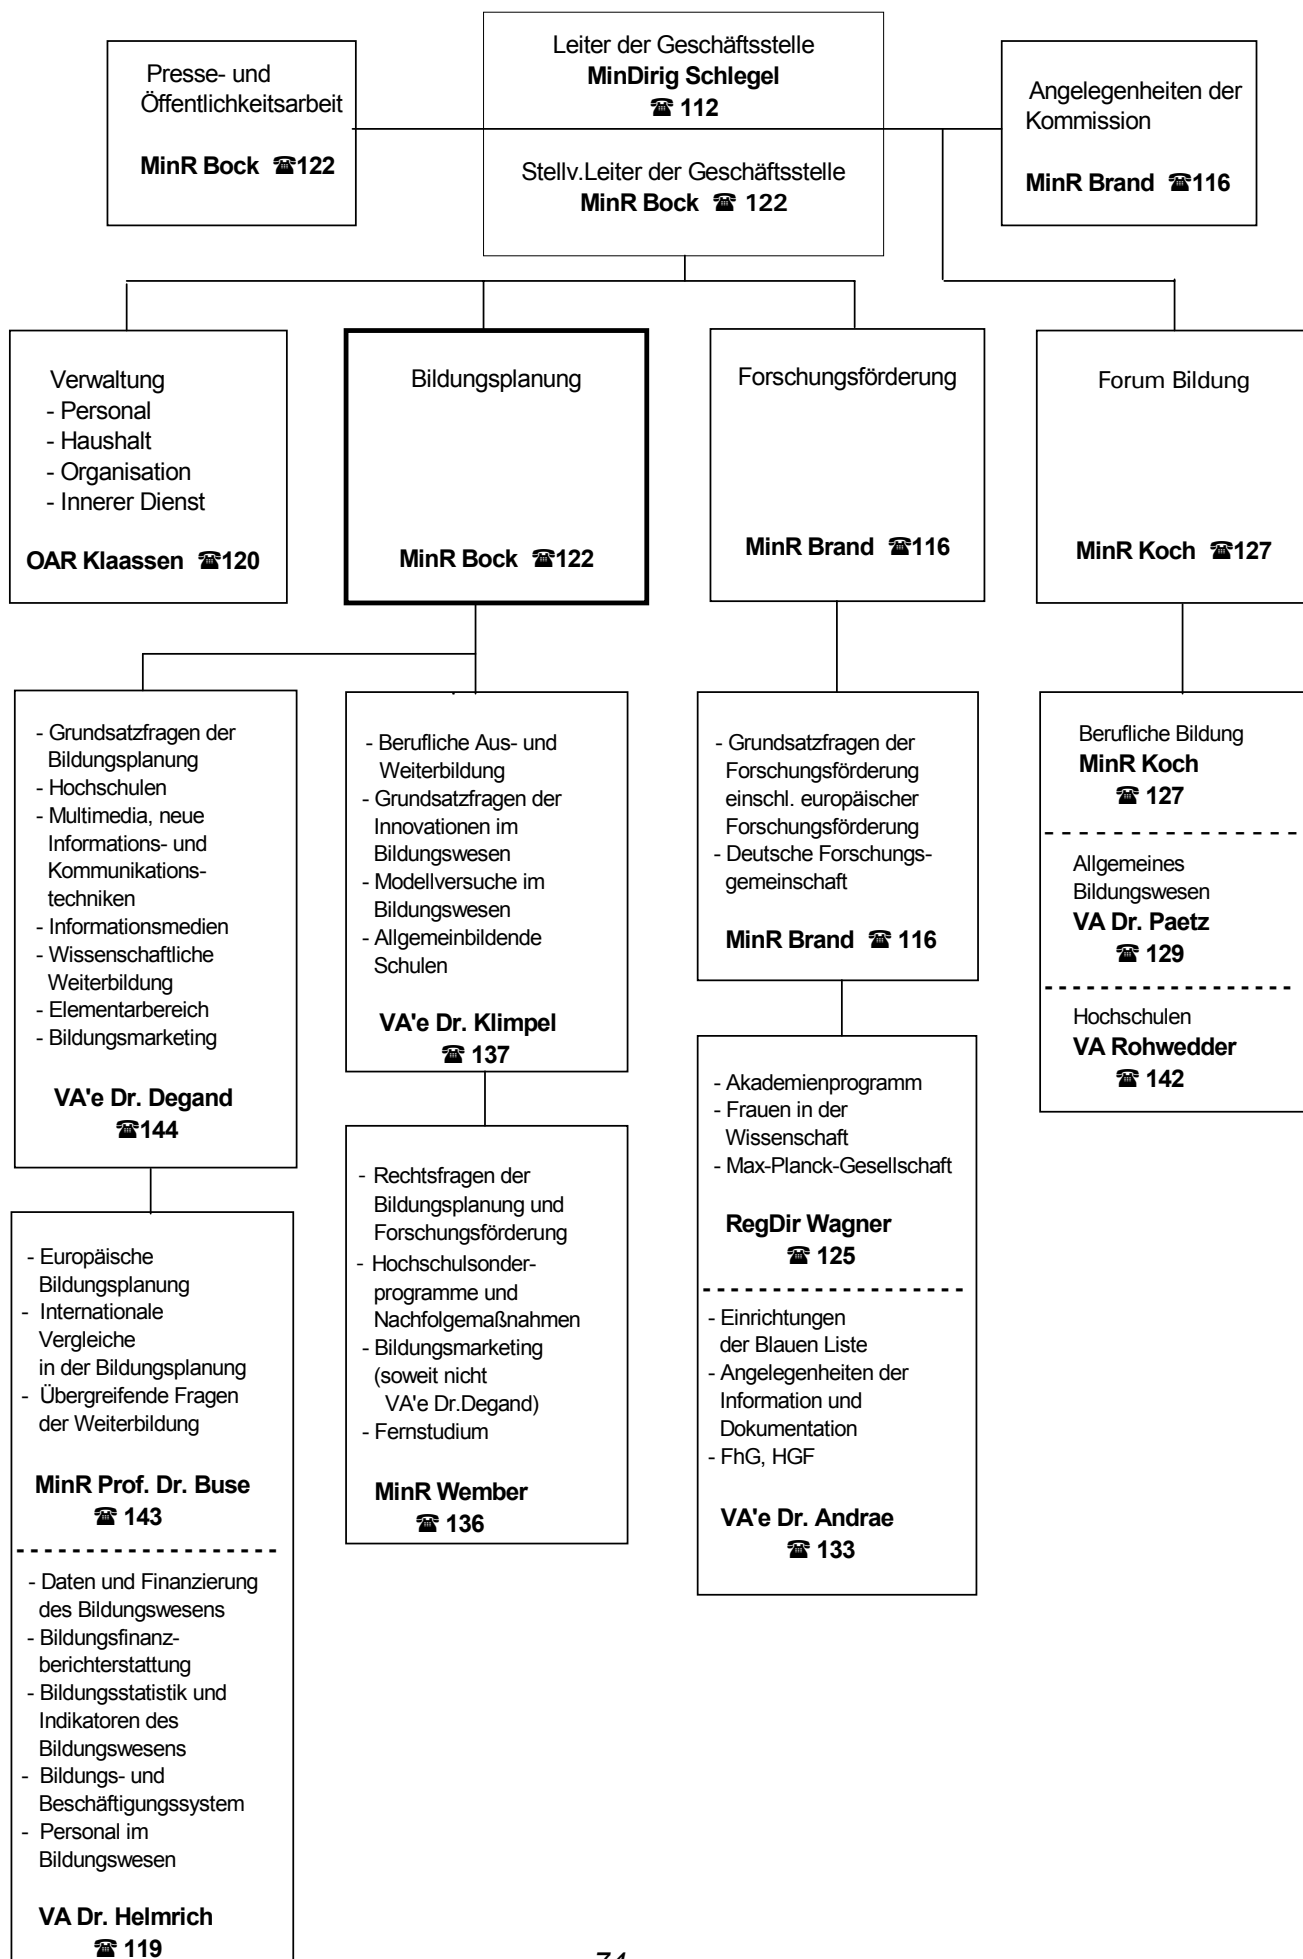 Leiter der Geschäftsstelle
MinDirig Schlegel
☎ 112
Stellv.Leiter der Geschäftsstelle
MinR Bock ☎ 122
Presse- und
Öffentlichkeitsarbeit
MinR Bock ☎122
Angelegenheiten der
Kommission
MinR Brand ☎116
Verwaltung
- Personal
- Haushalt
- Organisation
- Innerer Dienst
OAR Klaassen ☎120
Bildungsplanung
MinR Bock ☎122
Forschungsförderung
MinR Brand ☎116
Forum Bildung
MinR Koch ☎127
- Grundsatzfragen der
Bildungsplanung
- Hochschulen
- Multimedia, neue
Informations- und
Kommunikations-
techniken
- Informationsmedien
- Wissenschaftliche
Weiterbildung
- Elementarbereich
- Bildungsmarketing
VA'e Dr. Degand
☎144
- Europäische
Bildungsplanung
- Internationale
Vergleiche
in der Bildungsplanung
- Übergreifende Fragen
der Weiterbildung
MinR Prof. Dr. Buse
☎ 143
- Daten und Finanzierung
des Bildungswesens
- Bildungsfinanz-
berichterstattung
- Bildungsstatistik und
Indikatoren des
Bildungswesens
- Bildungs- und
Beschäftigungssystem
- Personal im
Bildungswesen
VA Dr. Helmrich
☎ 119
- Berufliche Aus- und
Weiterbildung
- Grundsatzfragen der
Innovationen im
Bildungswesen
- Modellversuche im
Bildungswesen
- Allgemeinbildende
Schulen
VA'e Dr. Klimpel
☎ 137
- Rechtsfragen der
Bildungsplanung und
Forschungsförderung
- Hochschulsonder-
programme und
Nachfolgemaßnahmen
- Bildungsmarketing
(soweit nicht
VA'e Dr.Degand)
- Fernstudium
MinR Wember
☎ 136
- Grundsatzfragen der
Forschungsförderung
einschl. europäischer
Forschungsförderung
- Deutsche Forschungs-
gemeinschaft
MinR Brand ☎ 116
- Akademienprogramm
- Frauen in der
Wissenschaft
- Max-Planck-Gesellschaft
RegDir Wagner
☎ 125
- Einrichtungen
der Blauen Liste
- Angelegenheiten der
Information und
Dokumentation
- FhG, HGF
VA'e Dr. Andrae
☎ 133
Berufliche Bildung
MinR Koch
☎ 127
Allgemeines
Bildungswesen
VA Dr. Paetz
☎ 129
Hochschulen
VA Rohwedder
☎ 142